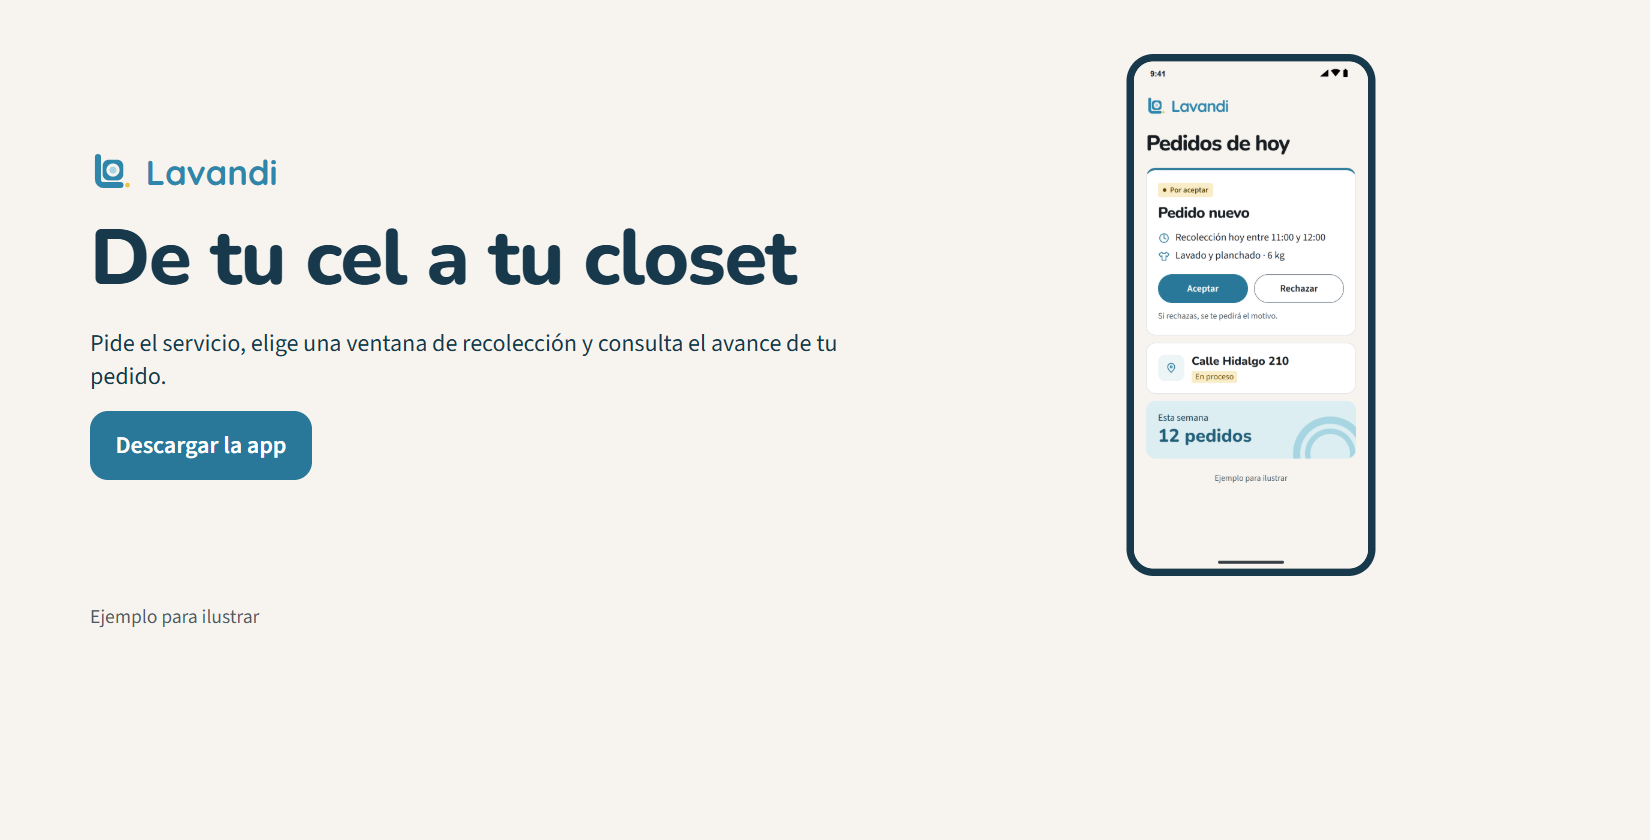 Lavandi
De tu cel a tu closet
Pide el servicio, elige una ventana de recolección y consulta el avance de tu
pedido.
Descargar la app
Ejemplo para ilustrar
9:41
Lavandi
Pedidos de hoy
Por aceptar
Pedido nuevo
Recolección hoy entre 11:00 y 12:00
Lavado y planchado · 6 kg
Aceptar
Rechazar
Si rechazas, se te pedirá el motivo.
Calle Hidalgo 210
En proceso
Esta semana
12 pedidos
Ejemplo para ilustrar